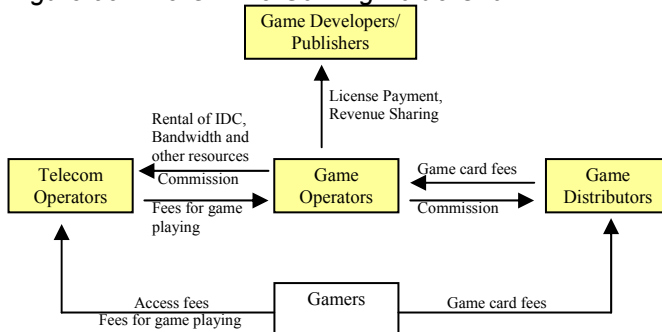 Game Developers/
Publishers
License Payment,
Revenue Sharing
Rental of IDC,
Bandwidth and
other resources
Commission
Telecom
Operators
Fees for game
playing
Game
Operators
Game card fees
Commission
Game
Distributors
Access fees
Fees for game playing
Gamers
Game card fees